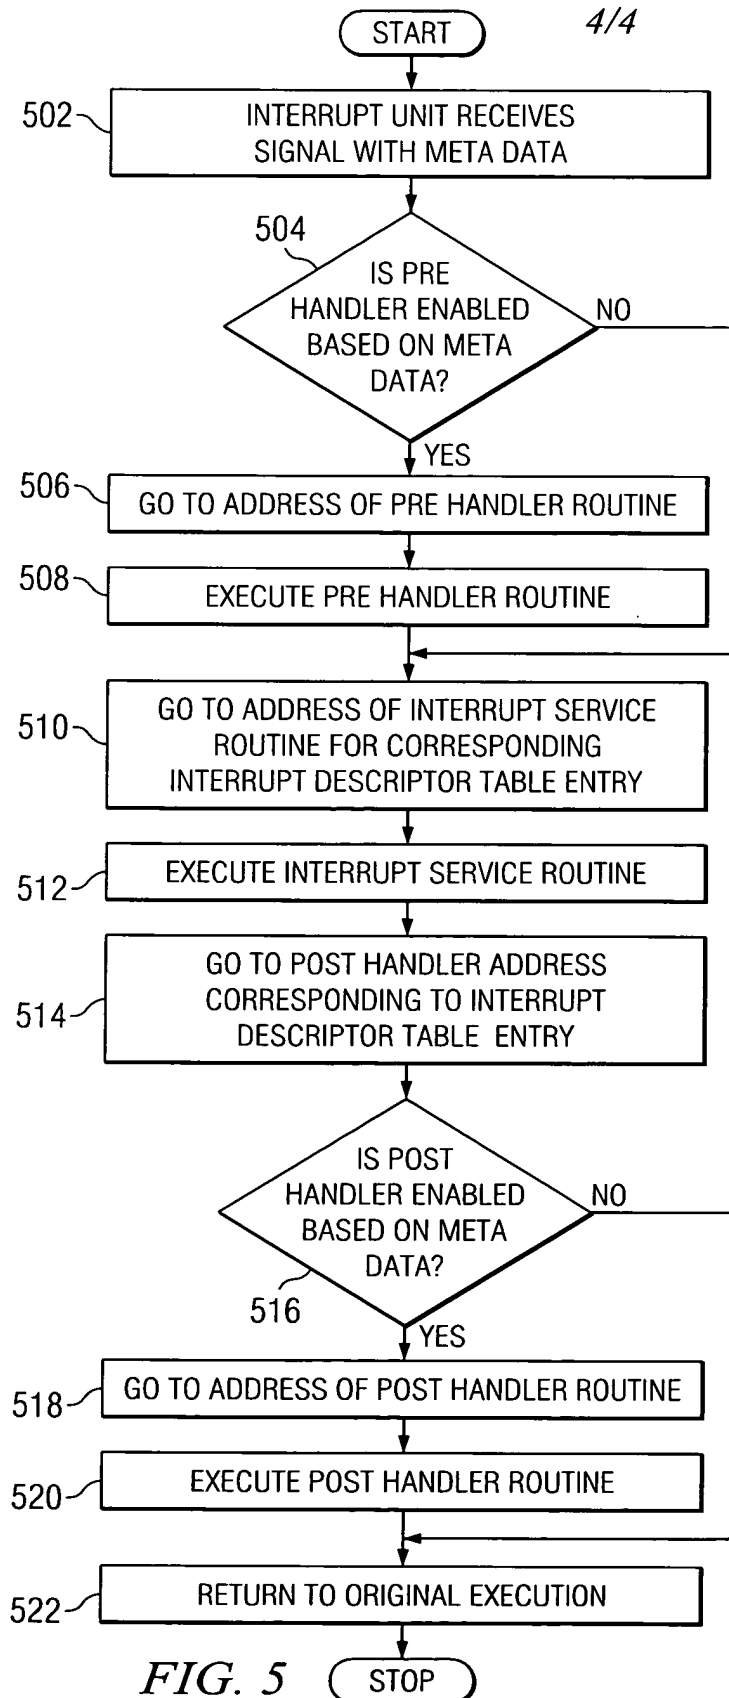 START
4/4
502
INTERRUPT UNIT RECEIVES
SIGNAL WITH META DATA
504
IS PRE
HANDLER ENABLED
BASED ON META
DATA?
NO
YES
506
GO TO ADDRESS OF PRE HANDLER ROUTINE
508
EXECUTE PRE HANDLER ROUTINE
510
GO TO ADDRESS OF INTERRUPT SERVICE
ROUTINE FOR CORRESPONDING
INTERRUPT DESCRIPTOR TABLE ENTRY
512
EXECUTE INTERRUPT SERVICE ROUTINE
514
GO TO POST HANDLER ADDRESS
CORRESPONDING TO INTERRUPT
DESCRIPTOR TABLE ENTRY
IS POST
HANDLER ENABLED
BASED ON META
DATA?
NO
516
YES
518
GO TO ADDRESS OF POST HANDLER ROUTINE
520
EXECUTE POST HANDLER ROUTINE
522
RETURN TO ORIGINAL EXECUTION
FIG. 5
STOP